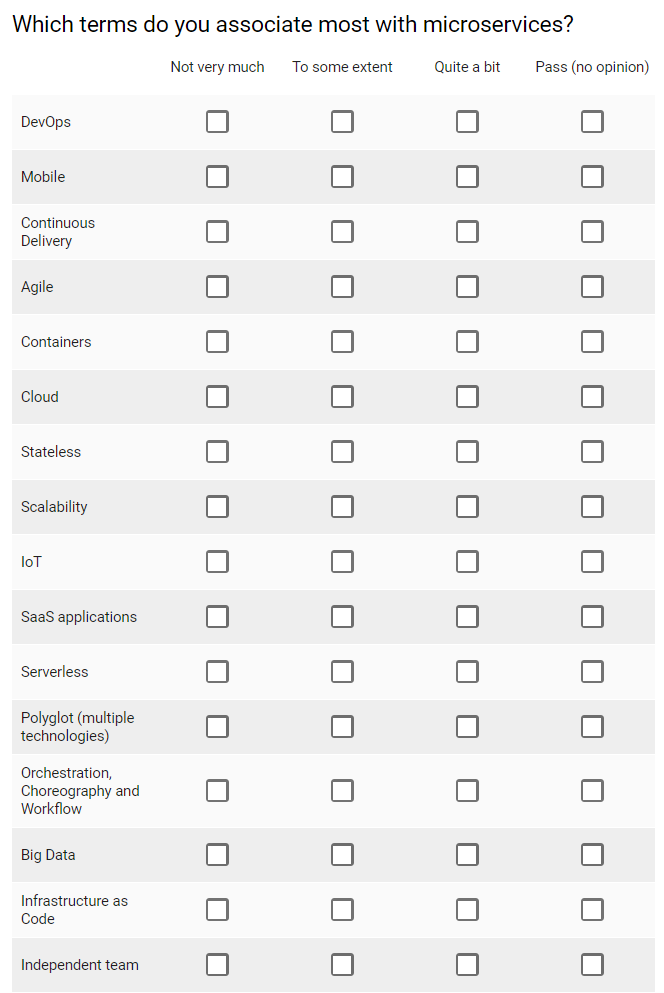 Which terms do you associate most with microservices?
Not very much To some extent Quite a bit Pass (no opinion)
DevOps
Mobile
Continuous
Delivery
Agile
Containers
Cloud
Stateless
Scalability
IoT
SaaS applications
Serverless
Polyglot (multiple
technologies)
Orchestration,
Choreography and
Workflow
Big Data
Infrastructure as
Code
Independent team